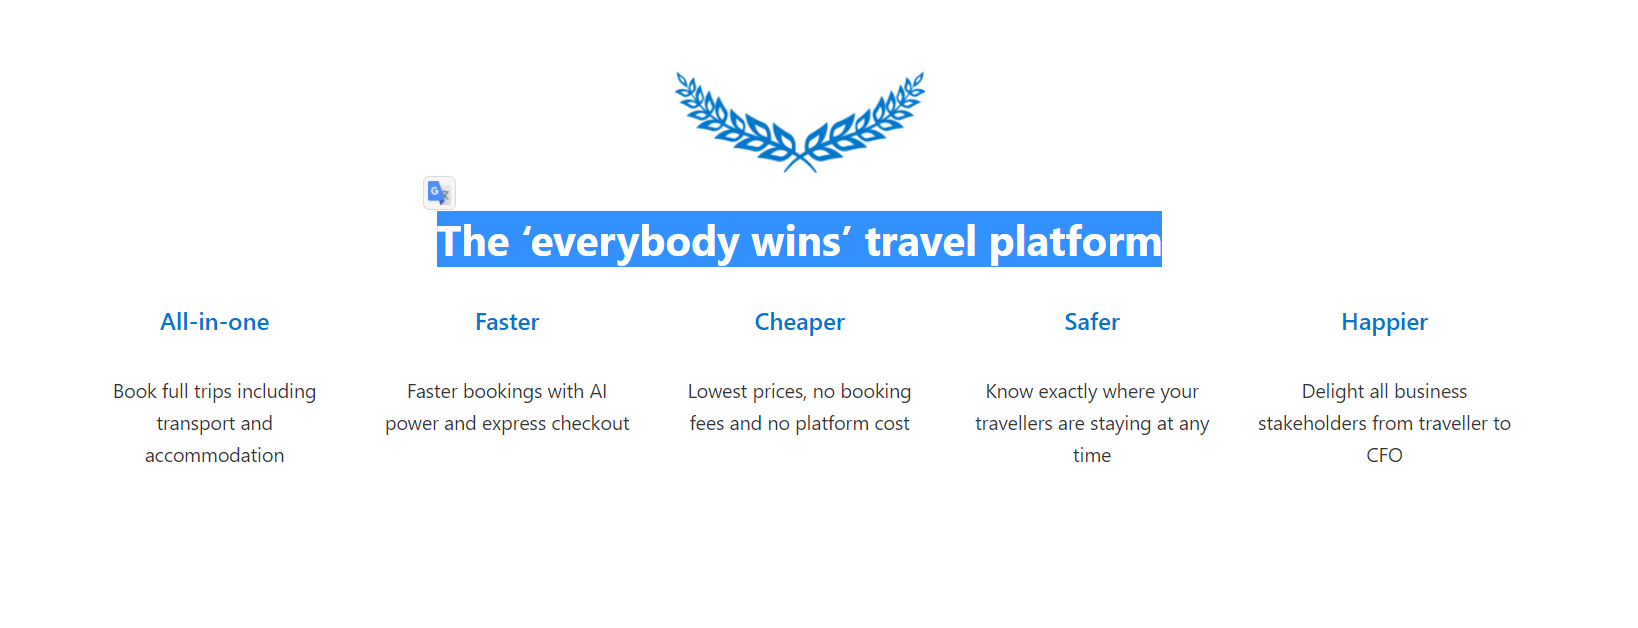 The ‘everybody wins’ travel platform
All-in-one
Book full trips including
transport and
accommodation
Faster
Faster bookings with AI
power and express checkout
Cheaper
Lowest prices, no booking
fees and no platform cost
Safer
Know exactly where your
travellers are staying at any
time
Happier
Delight all business
stakeholders from traveller to
CFO